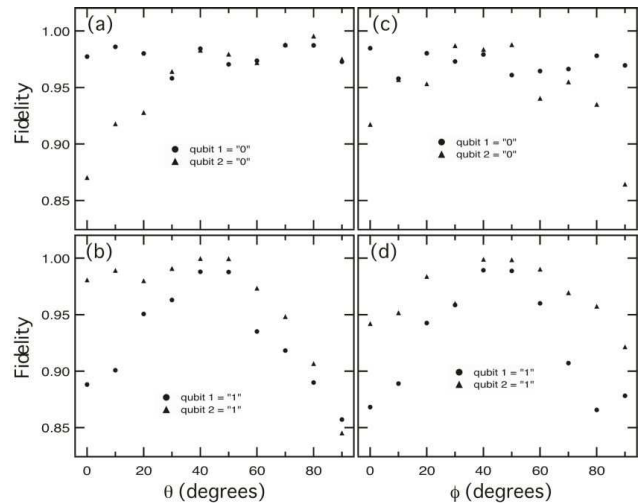 (a)
1.00
0.95
0.90
0.85
Fidelity
qubit 1 = "0"
qubit 2 = "0"
(c)
qubit 1 = "0"
qubit 2 = "0"
(b)
1.00
0.95
0.90
0.85
Fidelity
qubit 1 = "1"
qubit 2 = "1"
0 20 40 60 80
θ (degrees)
(d)
qubit 1 = "1"
qubit 2 = "1"
0 20 40 60 80
ϕ (degrees)